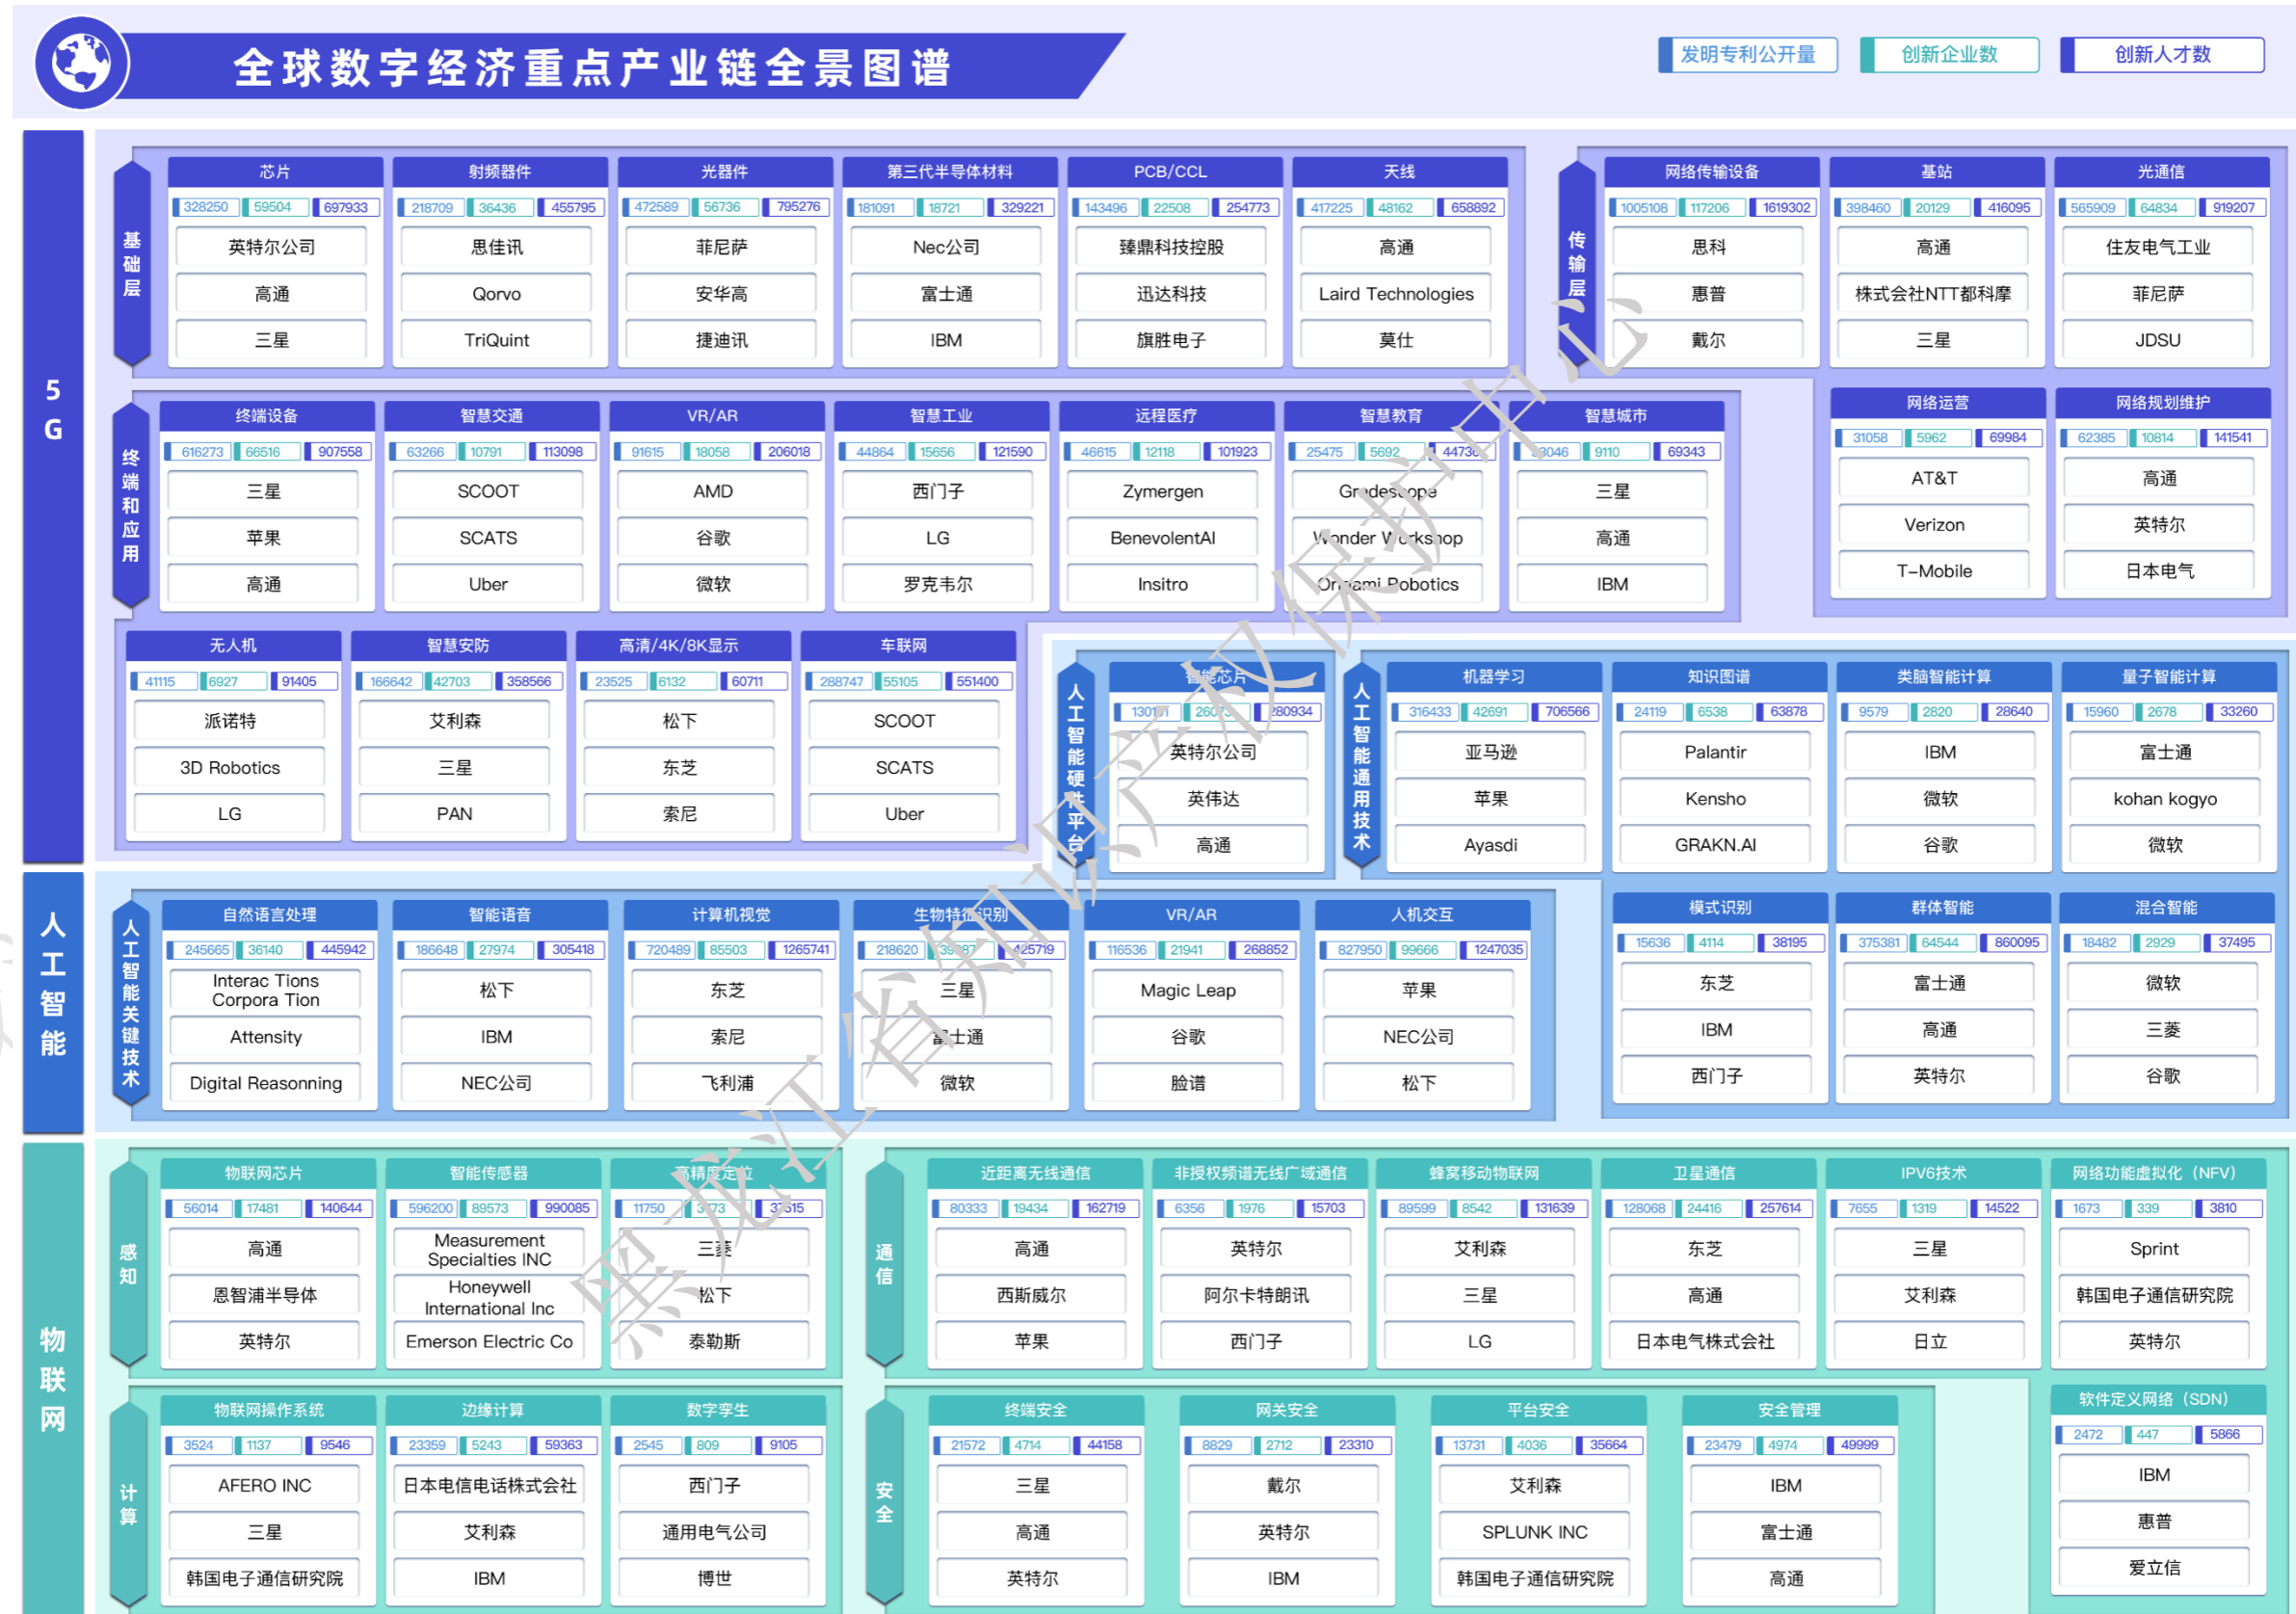 全球数字经济重点产业链全景图谱
发明专利公开量
创新企业数
创新人才数
5G
基础层
芯片
328250 59504 697933
英特尔公司
高通
三星
射频器件
218709 36436 455795
思佳讯
Qorvo
TriQuint
光器件
472589 56736 795276
菲尼萨
安华高
捷迪讯
第三代半导体材料
181091 18721 329221
Nec公司
富士通
IBM
PCB/CCL
143496 22508 254773
臻鼎科技控股
迅达科技
旗胜电子
天线
417225 48162 658892
高通
Laird Technologies
莫仕
传输层
网络传输设备
1005108 117206 1619302
思科
惠普
戴尔
基站
398460 20129 416095
高通
株式会社NTT都科摩
三星
光通信
565909 64834 919207
住友电气工业
菲尼萨
JDSU
网络运营
31058 5962 69984
AT&T
Verizon
T-Mobile
网络规划维护
62385 10814 141541
高通
英特尔
日本电气
终端和应用
终端设备
616273 66516 907558
三星
苹果
高通
智慧交通
63266 10791 113098
SCOOT
SCATS
Uber
VR/AR
91615 18058 206018
AMD
谷歌
微软
智慧工业
44864 15656 121590
西门子
LG
罗克韦尔
远程医疗
46615 12118 101923
Zymergen
BenevolentAI
Insitro
智慧教育
25475 5692
Gradescope
Wonder Workshop
Origami Robotics
智慧城市
9110 69343
三星
高通
IBM
无人机
41115 6927 91405
派诺特
3D Robotics
LG
智慧安防
166642 42703 358566
艾利森
三星
PAN
高清/4K/8K显示
23525 6132 60711
松下
东芝
索尼
车联网
288747 55105 551400
SCOOT
SCATS
Uber
人工智能
人工智能硬件平台
智能芯片
280934
英特尔公司
英伟达
高通
人工智能通用技术
机器学习
316433 42691 706566
亚马逊
苹果
Ayasdi
知识图谱
24119 6538 63878
Palantir
Kensho
GRAKN.AI
类脑智能计算
9579 2820 28640
IBM
微软
谷歌
量子智能计算
15960 2678 33260
富士通
kohan kogyo
微软
模式识别
15636 4114 38195
东芝
IBM
西门子
群体智能
375381 64544 860095
富士通
高通
英特尔
混合智能
18482 2929 37495
微软
三菱
谷歌
人工智能关键技术
自然语言处理
245665 36140 445942
Interac Tions
Corpora Tion
Attensity
Digital Reasonning
智能语音
186648 27974 305418
松下
IBM
NEC公司
计算机视觉
720489 85503 1265741
东芝
索尼
飞利浦
生物特征识别
218620 425719
三星
富士通
微软
VR/AR
116536 21941 268852
Magic Leap
谷歌
脸谱
人机交互
827950 99666 1247035
苹果
NEC公司
松下
物联网
感知
物联网芯片
56014 17481 140644
高通
恩智浦半导体
英特尔
智能传感器
596200 89573 990085
Measurement
Specialties INC
Honeywell
International Inc
Emerson Electric Co
高精度定位
11750
三菱
松下
泰勒斯
通信
近距离无线通信
80333 19434 162719
高通
西斯威尔
苹果
非授权频谱无线广域通信
6356 1976 15703
英特尔
阿尔卡特朗讯
西门子
蜂窝移动物联网
89599 8542 131639
艾利森
三星
LG
卫星通信
128068 24416 257614
东芝
高通
日本电气株式会社
IPV6技术
7655 1319 14522
三星
艾利森
日立
网络功能虚拟化（NFV）
1673 339 3810
Sprint
韩国电子通信研究院
英特尔
软件定义网络（SDN）
2472 447 5866
IBM
惠普
爱立信
计算
物联网操作系统
3524 1137 9546
AFERO INC
三星
韩国电子通信研究院
边缘计算
23359 5243 59363
日本电信电话株式会社
艾利森
IBM
数字孪生
2545 809 9105
西门子
通用电气公司
博世
安全
终端安全
21572 4714 44158
三星
高通
英特尔
网关安全
8829 2712 23310
戴尔
英特尔
IBM
平台安全
13731 4036 35664
艾利森
SPLUNK INC
韩国电子通信研究院
安全管理
23479 4974 49999
IBM
富士通
高通
黑龙江省知识产权保护中心